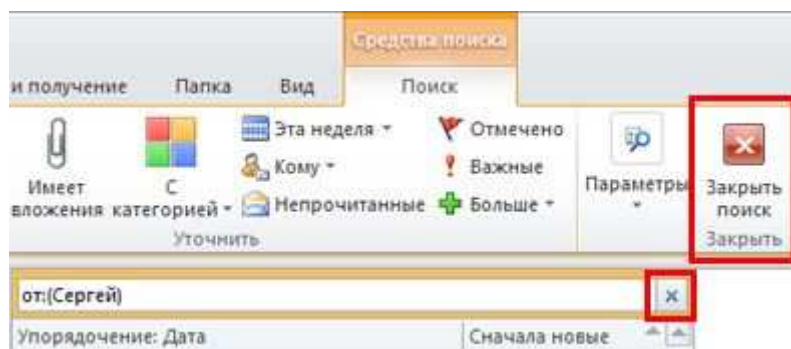 Средства поиска
и получение Папка Вид Поиск
Эта неделя Отмечено
Кому Важные
Имеет С Параметры Закрыть
вложения категорией Непрочитанные Больше поиск
Уточнить Закрыть
от:(Сергей)
Упорядочение: Дата Сначала новые